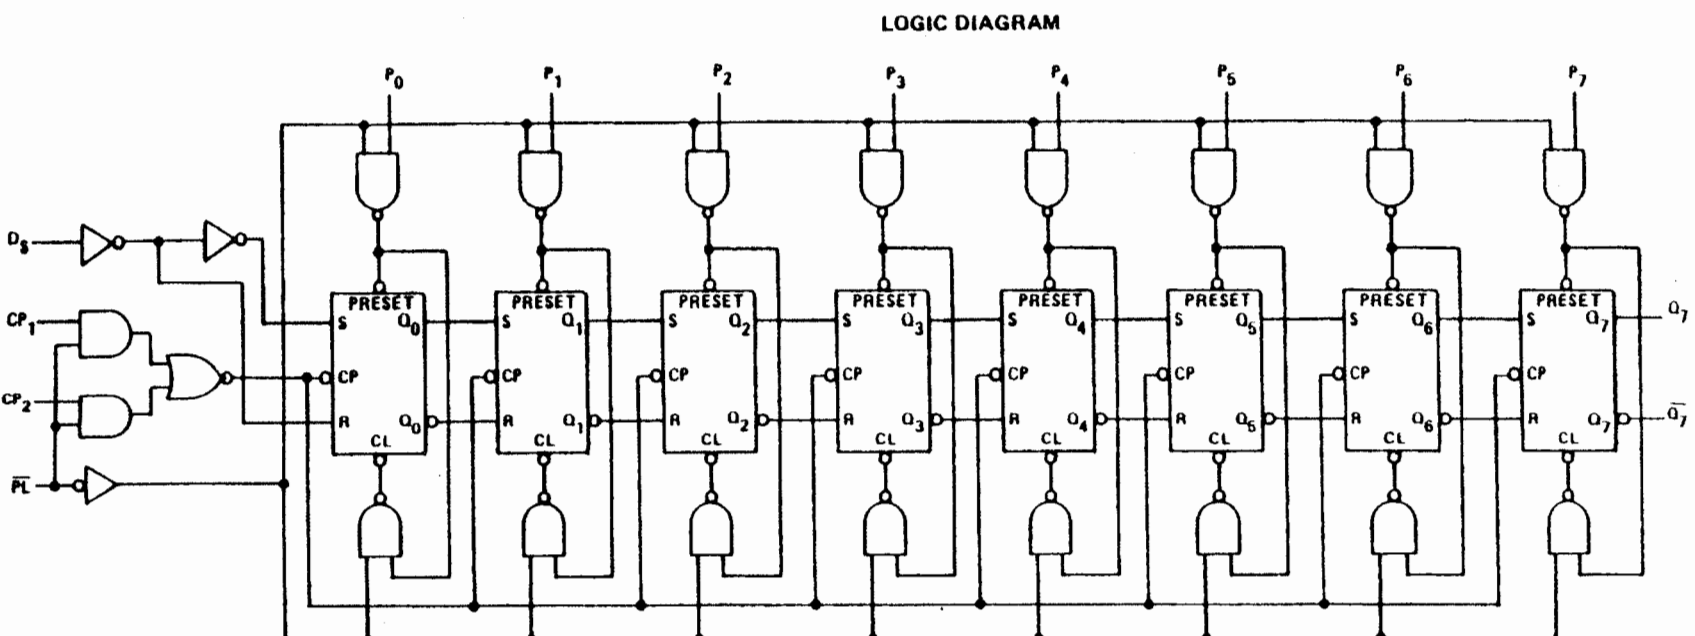 LOGIC DIAGRAM
P0 P1 P2 P3 P4 P5 P6 P7
DS
PRESET PRESET PRESET PRESET PRESET PRESET PRESET PRESET
CP1 S Q0 S Q1 S Q2 S Q3 S Q4 S Q5 S Q6 S Q7 Q7
CP CP CP CP CP CP CP CP
CP2 R Q0 R Q1 R Q2 R Q3 R Q4 R Q5 R Q6 R Q7 Q̅7
CL CL CL CL CL CL CL CL
P̅L̅